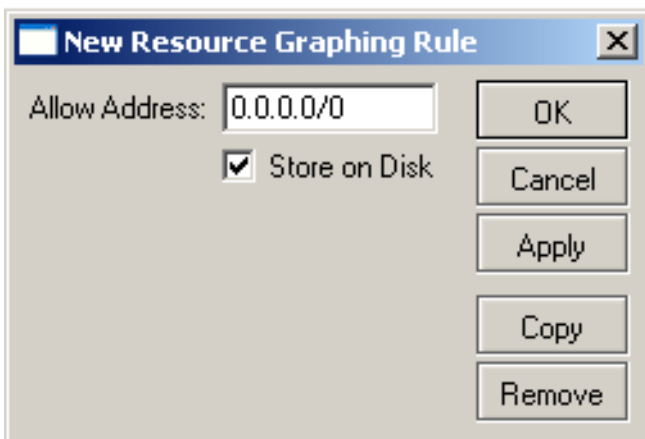 New Resource Graphing Rule
Allow Address: 0.0.0.0/0
Store on Disk
OK
Cancel
Apply
Copy
Remove